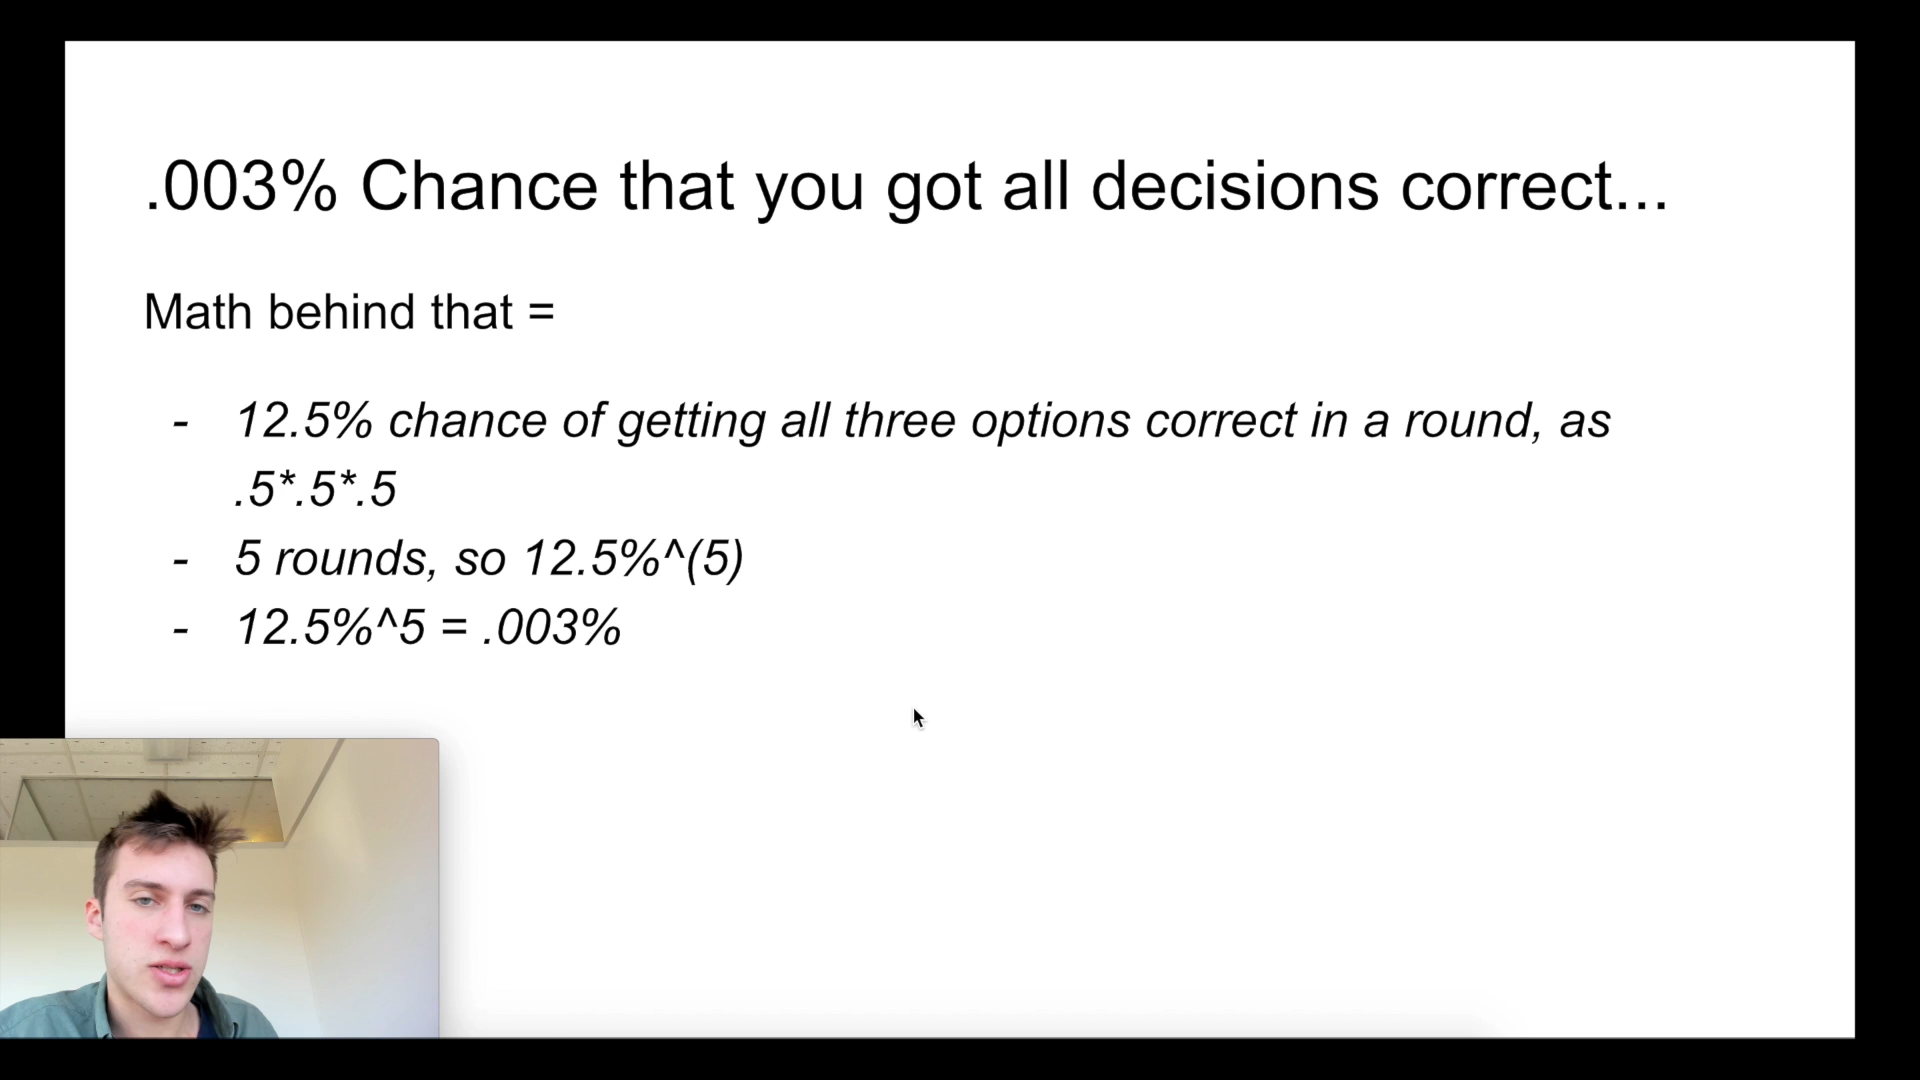 .003% Chance that you got all decisions correct...
Math behind that =
- 12.5% chance of getting all three options correct in a round, as
.5*.5*.5
- 5 rounds, so 12.5%^(5)
- 12.5%^5 = .003%